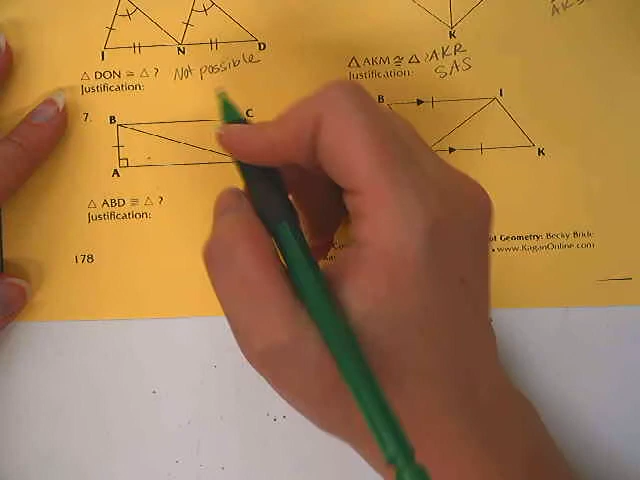 K
J N D
△ DON ≅ △ ? Not possible
Justification:
△ AKM ≅ △ ? AKR
Justification: SAS
7. B C
A
B I
K
△ ABD ≅ △ ?
Justification:
178
Geometry: Becky Bride
www.KaganOnline.com